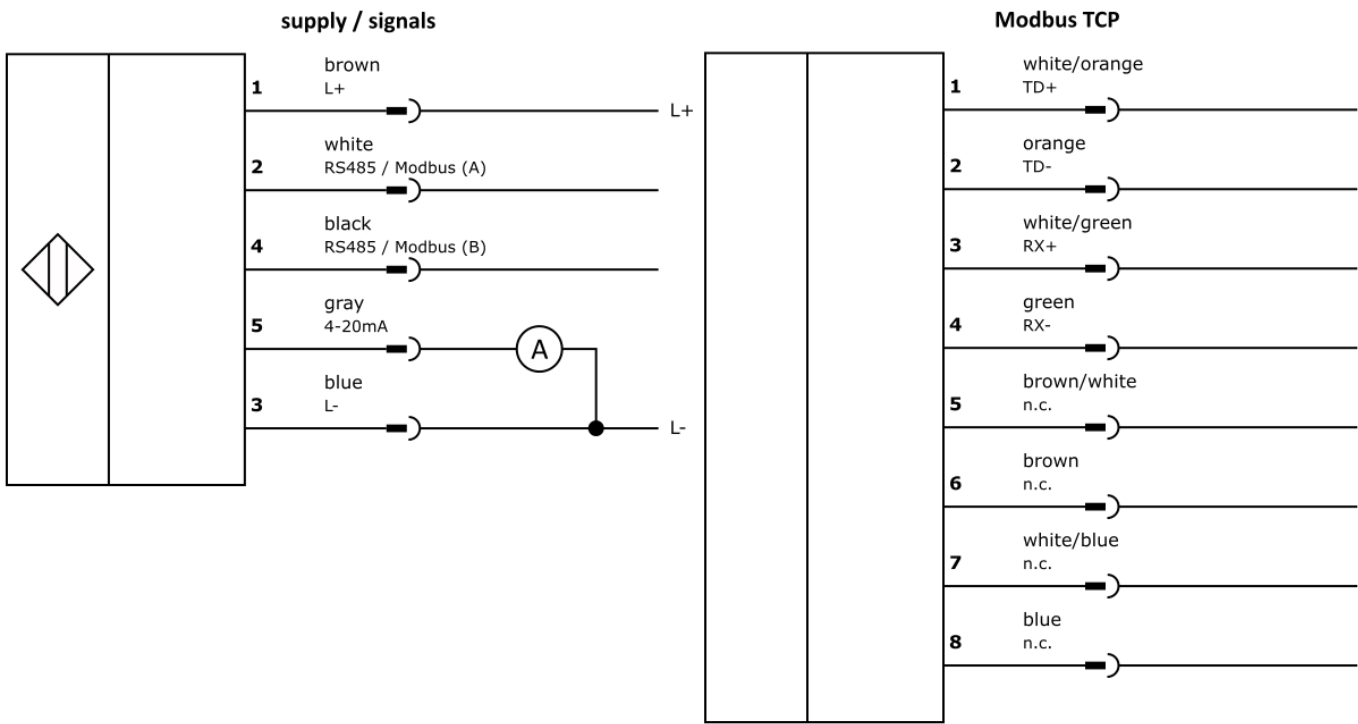 supply / signals
1
brown
L+
L+
2
white
RS485 / Modbus (A)
4
black
RS485 / Modbus (B)
5
gray
4-20mA
A
3
blue
L-
L-
Modbus TCP
1
white/orange
TD+
2
orange
TD-
3
white/green
RX+
4
green
RX-
5
brown/white
n.c.
6
brown
n.c.
7
white/blue
n.c.
8
blue
n.c.